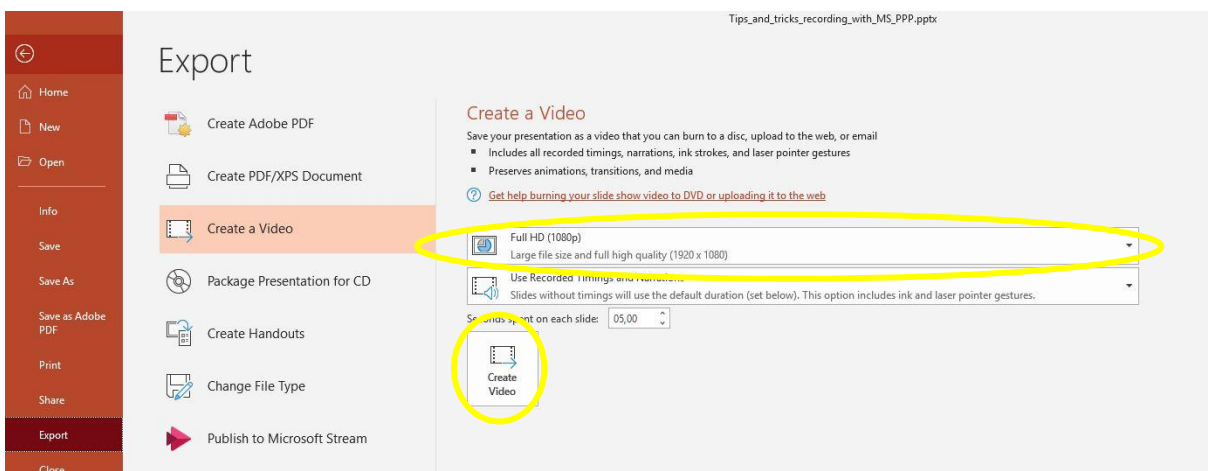 Tips_and_tricks_recording_with_MS_PPP.pptx
Export
Home
New
Open
Info
Save
Save As
Save as Adobe
PDF
Print
Share
Export
Close
Create Adobe PDF
Create PDF/XPS Document
Create a Video
Package Presentation for CD
Create Handouts
Change File Type
Publish to Microsoft Stream
Create a Video
Save your presentation as a video that you can burn to a disc, upload to the web, or email
Includes all recorded timings, narrations, ink strokes, and laser pointer gestures
Preserves animations, transitions, and media
Get help burning your slide show video to DVD or uploading it to the web
Full HD (1080p)
Large file size and full high quality (1920 x 1080)
Use Recorded Timings and Narrations
Slides without timings will use the default duration (set below). This option includes ink and laser pointer gestures.
Seconds spent on each slide: 05,00
Create
Video